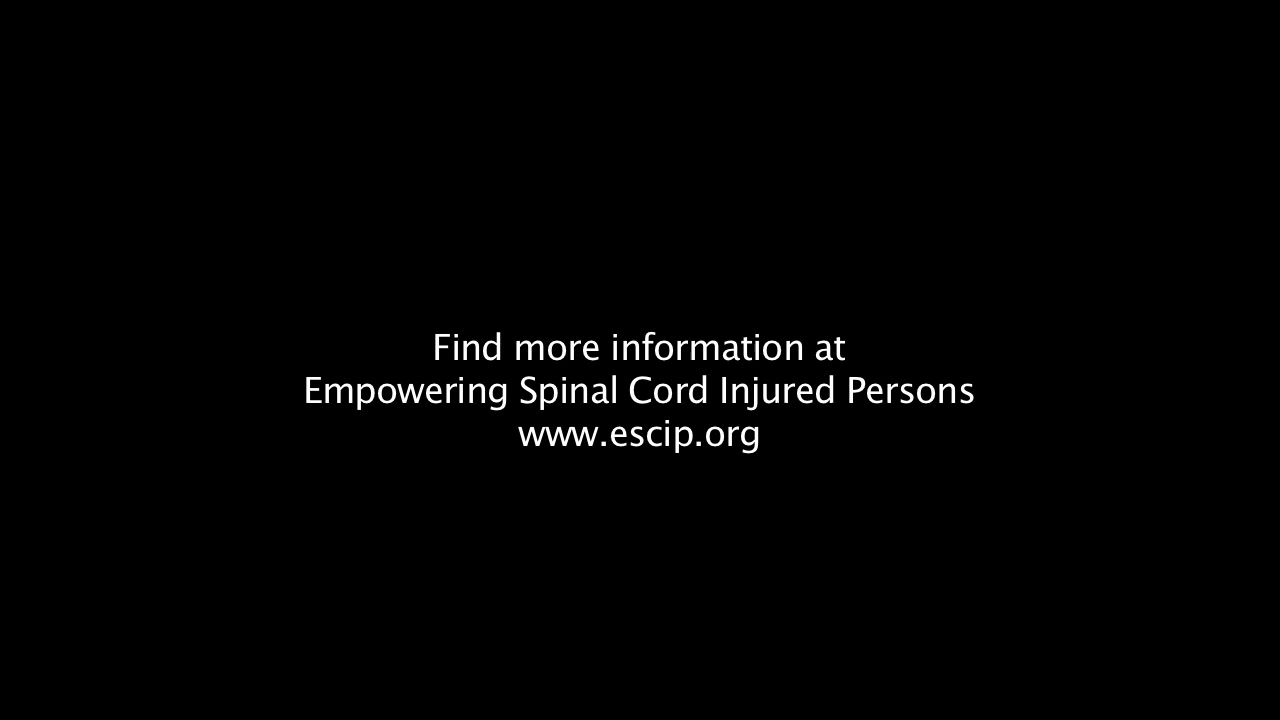 Find more information at
Empowering Spinal Cord Injured Persons
www.escip.org